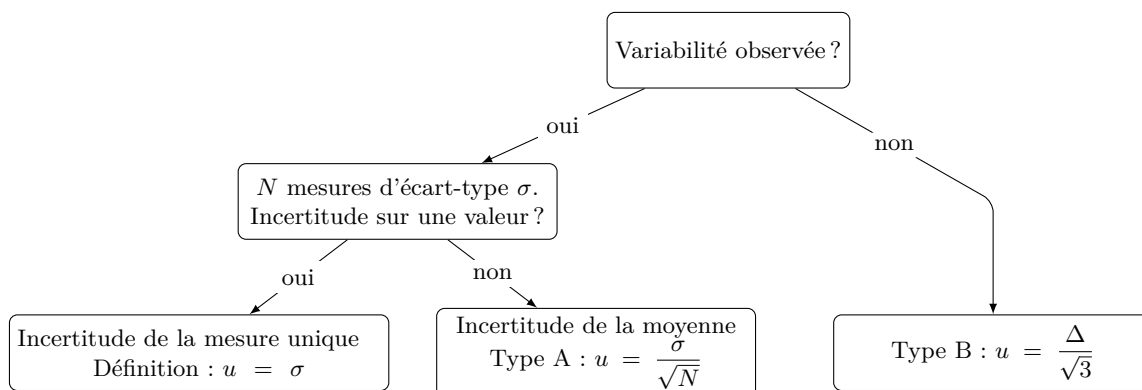 Variabilité observée ?
oui
non
N mesures d'écart-type σ.
Incertitude sur une valeur ?
oui
non
Incertitude de la mesure unique
Définition : u = σ
Incertitude de la moyenne
Type A : u = σ/√N
Type B : u = Δ/√3